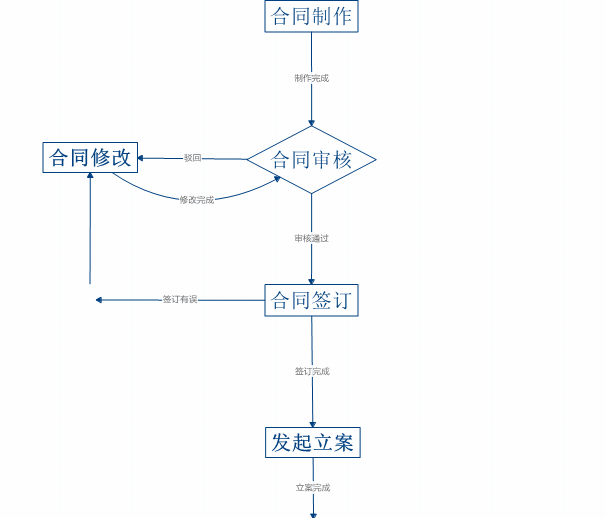 合同制作
制作完成
合同修改
驳回
合同审核
修改完成
审核通过
签订有误
合同签订
签订完成
发起立案
立案完成